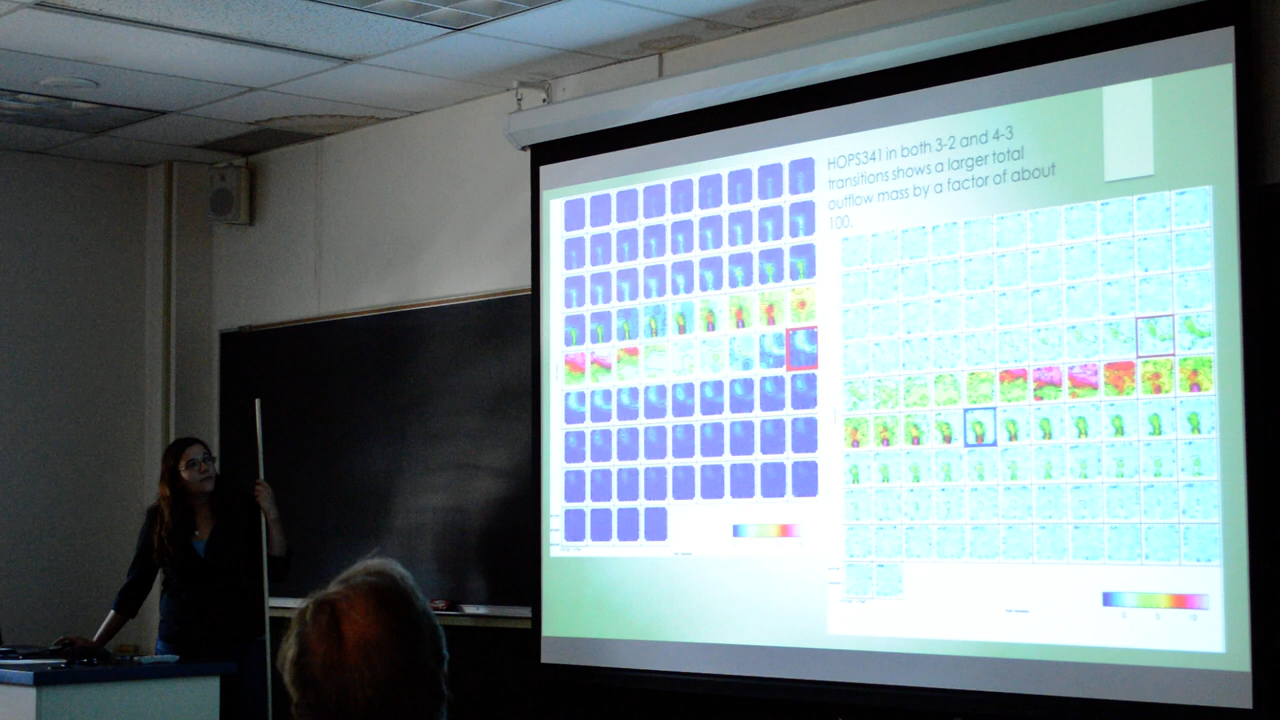 HOPS341 in both 3-2 and 4-3
transitions shows a larger total
outflow mass by a factor of about
100.